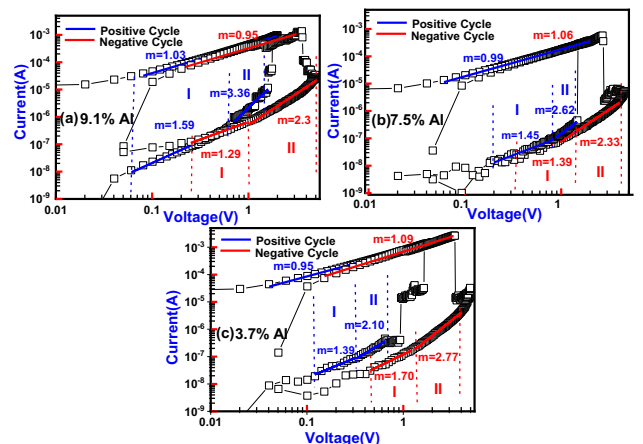 Current(A)
10⁻³
10⁻⁴
10⁻⁵
10⁻⁶
10⁻⁷
10⁻⁸
10⁻⁹
Positive Cycle
Negative Cycle
m=1.03
m=0.95
I
II
m=3.36
(a)9.1% Al
m=1.59
m=1.29
m=2.3
I
II
0.01
0.1
1
Voltage(V)
Current(A)
10⁻³
10⁻⁴
10⁻⁵
10⁻⁶
10⁻⁷
10⁻⁸
10⁻⁹
Positive Cycle
Negative Cycle
m=1.06
m=0.99
I
II
m=2.62
(b)7.5% Al
m=1.45
m=2.33
m=1.39
I
II
0.01
0.1
1
Voltage(V)
Current(A)
10⁻²
10⁻³
10⁻⁴
10⁻⁵
10⁻⁶
10⁻⁷
10⁻⁸
10⁻⁹
Positive Cycle
Negative Cycle
m=1.09
m=0.95
I
II
m=2.10
(c)3.7% Al
m=1.39
m=2.77
m=1.70
I
II
0.01
0.1
1
Voltage(V)